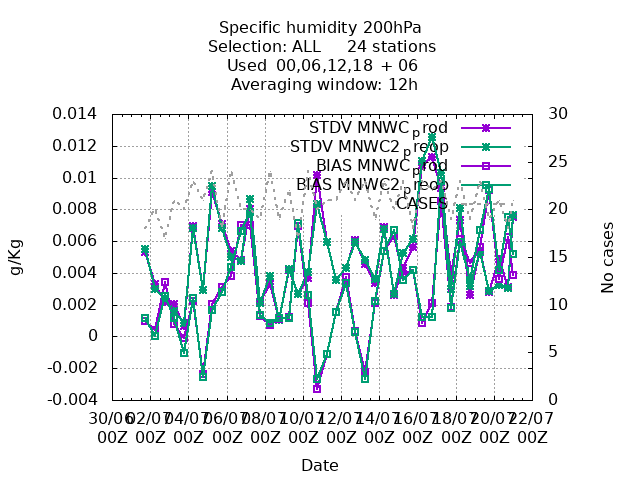 Specific humidity 200hPa
Selection: ALL 24 stations
Used 00,06,12,18 + 06
Averaging window: 12h
0.014
0.012
0.01
0.008
0.006
0.004
0.002
0
-0.002
-0.004
30
25
20
15
10
5
0
STDV MNWC_prod
STDV MNWC2_preop
BIAS MNWC_prod
BIAS MNWC2_preop
CASES
g/Kg
No cases
30/06 02/07 04/07 06/07 08/07 10/07 12/07 14/07 16/07 18/07 20/07 22/07
00Z 00Z 00Z 00Z 00Z 00Z 00Z 00Z 00Z 00Z 00Z 00Z
Date